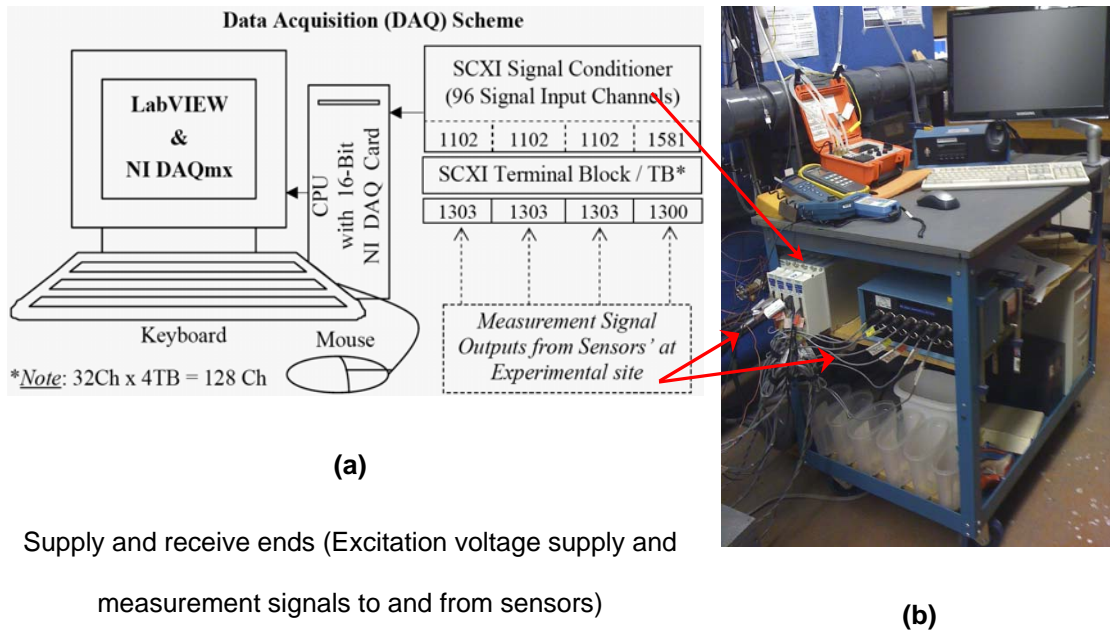 Data Acquisition (DAQ) Scheme
LabVIEW
&
NI DAQmx
CPU
with 16-Bit
NI DAQ Card
SCXI Signal Conditioner
(96 Signal Input Channels)
1102 1102 1102 1581
SCXI Terminal Block / TB*
1303 1303 1303 1300
Measurement Signal
Outputs from Sensors’ at
Experimental site
Keyboard
Mouse
*Note: 32Ch x 4TB = 128 Ch
(a)
Supply and receive ends (Excitation voltage supply and
measurement signals to and from sensors)
(b)